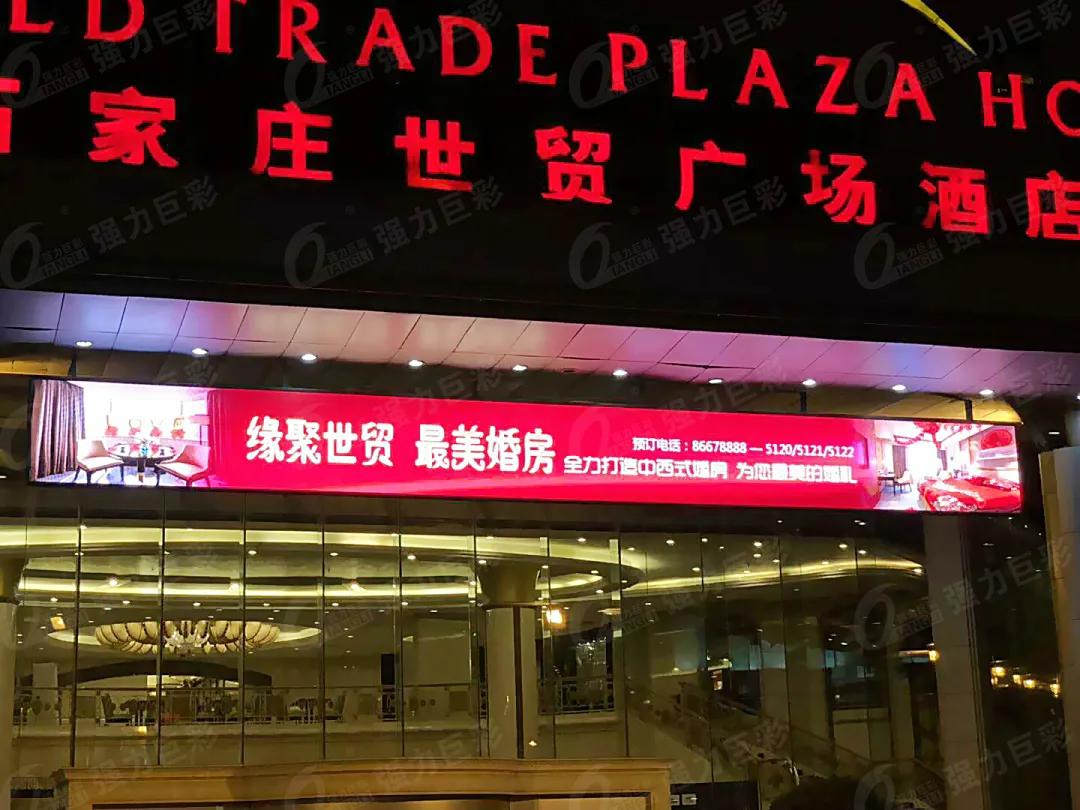 LD TRADE PLAZA HO
石家庄世贸广场酒店
缘聚世贸 最美婚房
预订电话：86678888 — 5120/5121/5122
全力打造中西式婚房 为您最美的婚礼
强力巨彩
QIANGLI